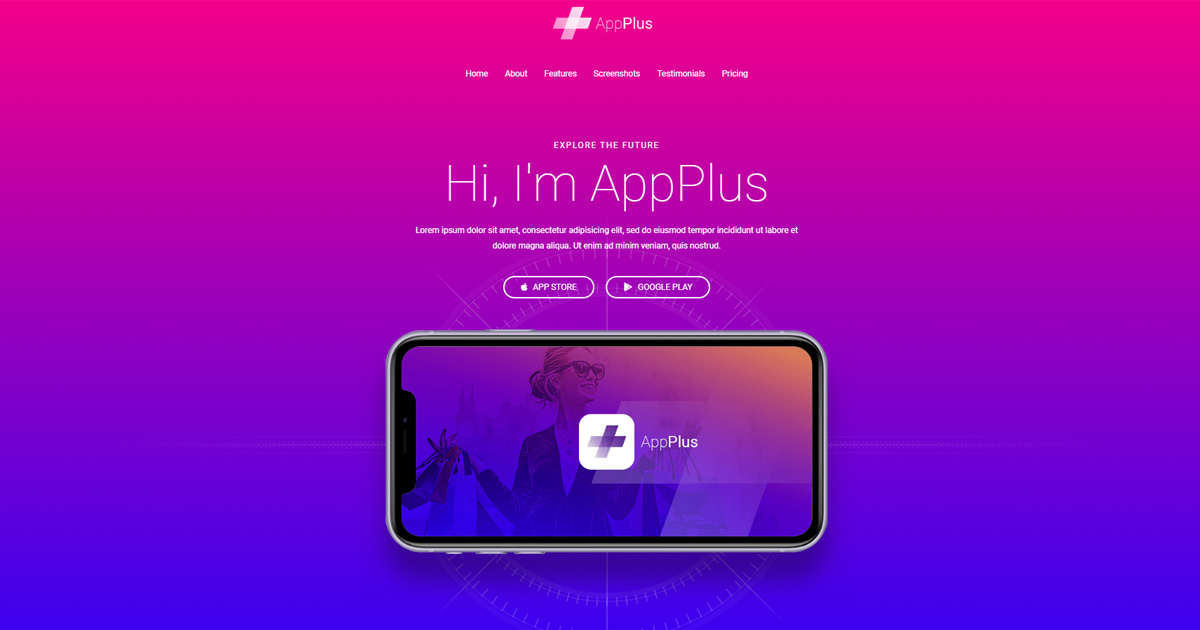 AppPlus
Home About Features Screenshots Testimonials Pricing
EXPLORE THE FUTURE
Hi, I'm AppPlus
Lorem ipsum dolor sit amet, consectetur adipisicing elit, sed do eiusmod tempor incididunt ut labore et
dolore magna aliqua. Ut enim ad minim veniam, quis nostrud.
APP STORE GOOGLE PLAY
AppPlus